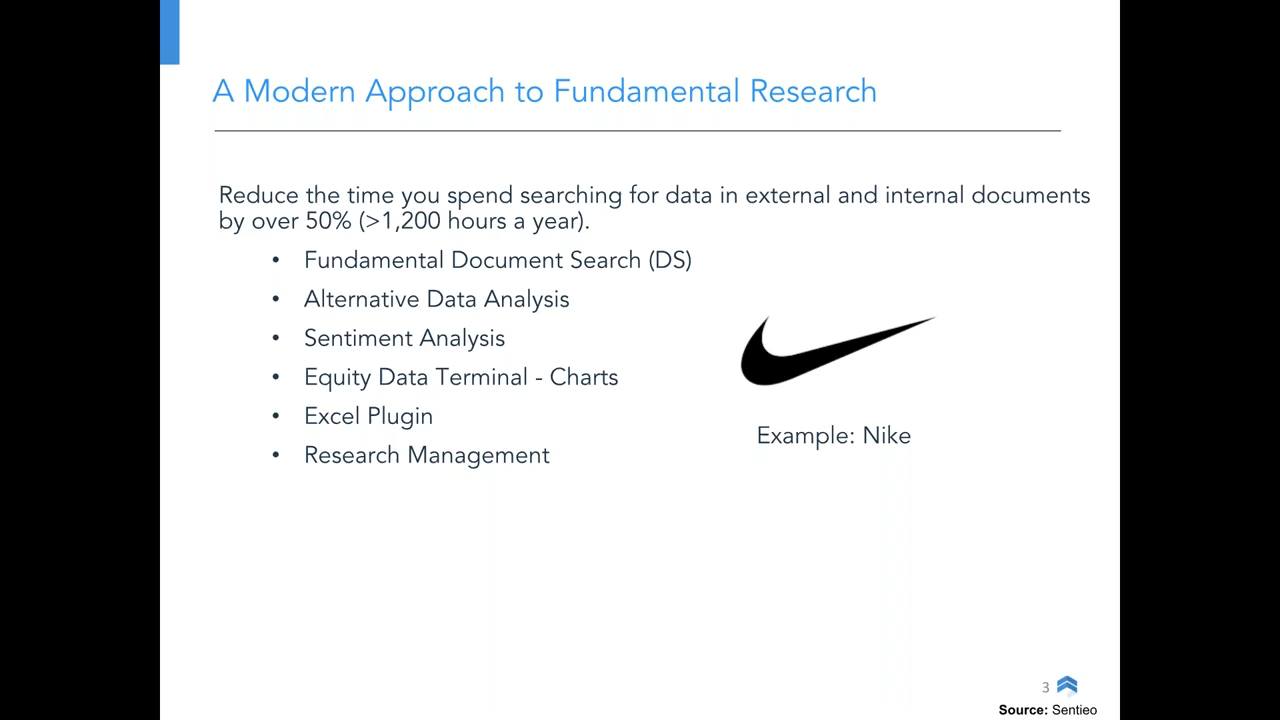 A Modern Approach to Fundamental Research
Reduce the time you spend searching for data in external and internal documents
by over 50% (>1,200 hours a year).
• Fundamental Document Search (DS)
• Alternative Data Analysis
• Sentiment Analysis
• Equity Data Terminal - Charts
• Excel Plugin
• Research Management
Example: Nike
3
Source: Sentieo